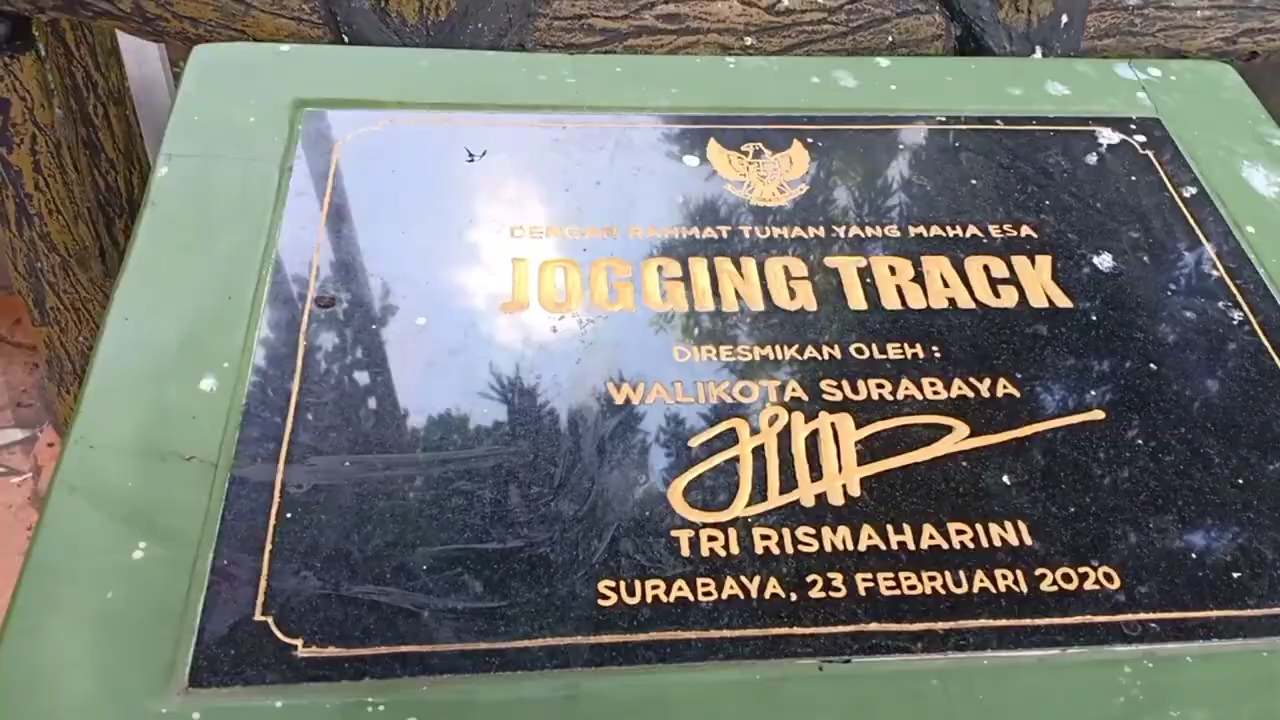 DENGAN RAHMAT TUHAN YANG MAHA ESA
JOGGING TRACK
DIRESMIKAN OLEH :
WALIKOTA SURABAYA
TRI RISMAHARINI
SURABAYA, 23 FEBRUARI 2020